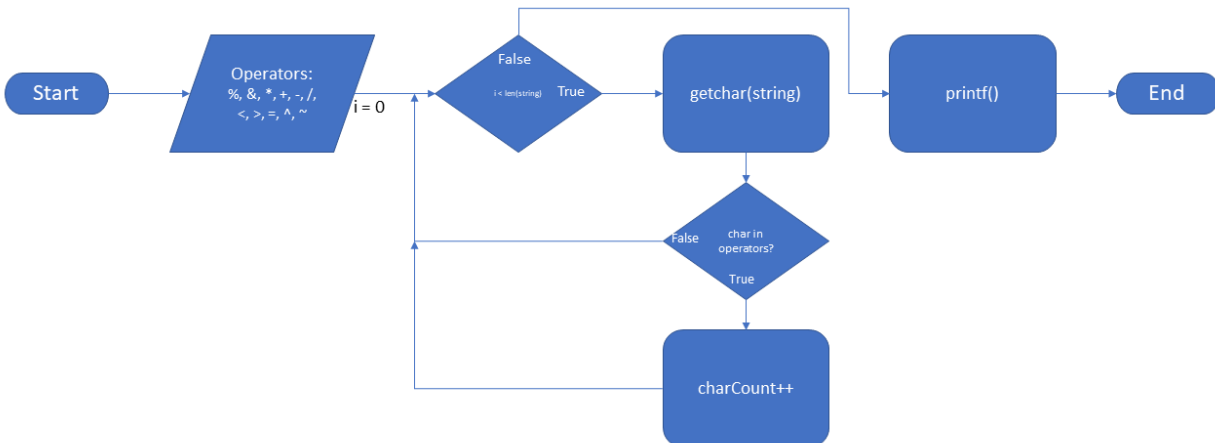 Start
Operators:
%, &, *, +, -, /,
<, >, =, ^, ~
i = 0
False
i < len(string)
True
getchar(string)
printf()
End
False
char in
operators?
True
charCount++